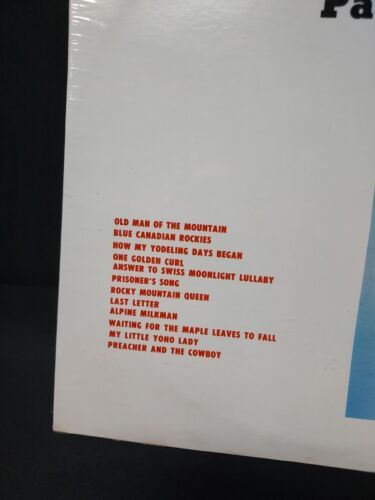 Pa
OLD MAN OF THE MOUNTAIN
BLUE CANADIAN ROCKIES
HOW MY YODELING DAYS BEGAN
ONE GOLDEN CURL
ANSWER TO SWISS MOONLIGHT LULLABY
PRISONER'S SONG
ROCKY MOUNTAIN QUEEN
LAST LETTER
ALPINE MILKMAN
WAITING FOR THE MAPLE LEAVES TO FALL
MY LITTLE YOHO LADY
PREACHER AND THE COWBOY